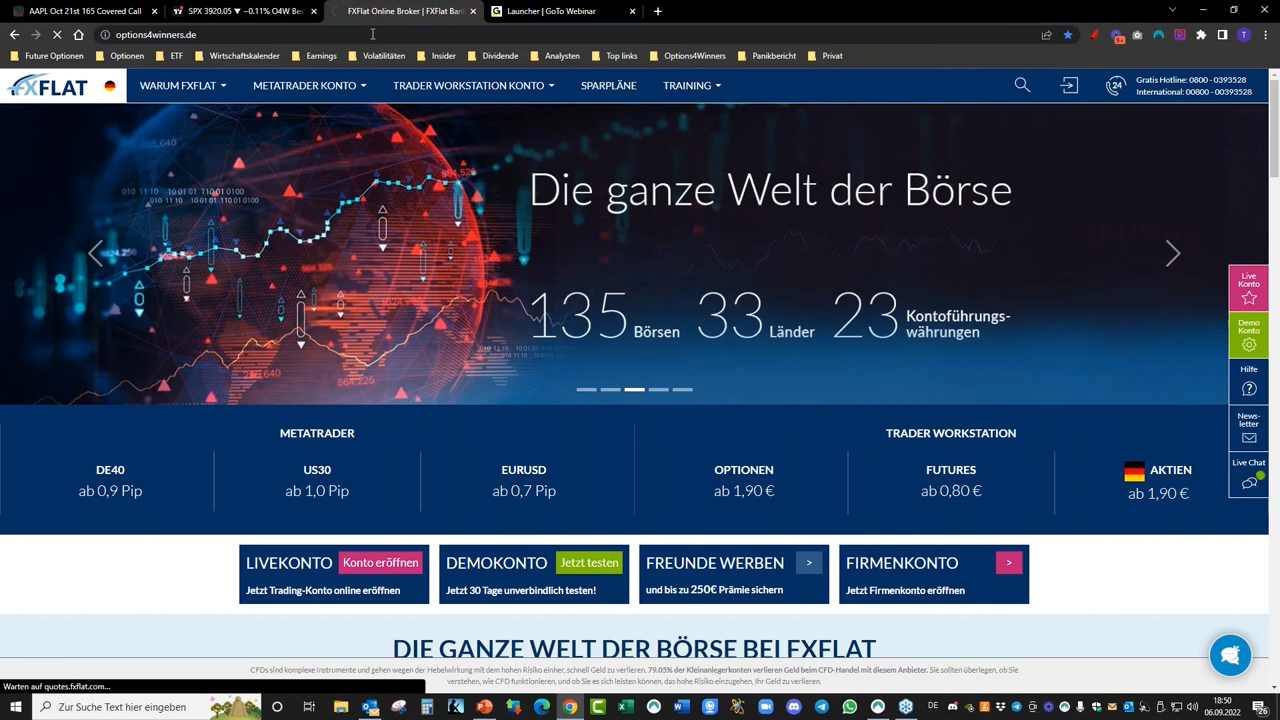 AAPL Oct 21st 165 Covered Call
SPX 3920.05 ▼ −0.11% O4W Bes
FXFlat Online Broker | FXFlat Ban
Launcher | GoTo Webinar
options4winners.de
9+
T
Future Optionen
Optionen
ETF
Wirtschaftskalender
Earnings
Volatilitäten
Insider
Dividende
Analysten
Top links
Options4Winners
Panikbericht
Privat
FXFLAT
WARUM FXFLAT
METATRADER KONTO
TRADER WORKSTATION KONTO
SPARPLÄNE
TRAINING
24
Gratis Hotline: 0800 - 0393528
International: 00800 - 00393528
Die ganze Welt der Börse
135 Börsen 33 Länder 23 Kontoführungs-
währungen
564.225
Live
Konto
Demo
Konto
Hilfe
News-
letter
Live Chat
METATRADER
TRADER WORKSTATION
DE40
ab 0,9 Pip
US30
ab 1,0 Pip
EURUSD
ab 0,7 Pip
OPTIONEN
ab 1,90 €
FUTURES
ab 0,80 €
AKTIEN
ab 1,90 €
LIVEKONTO Konto eröffnen
Jetzt Trading-Konto online eröffnen
DEMOKONTO Jetzt testen
Jetzt 30 Tage unverbindlich testen!
FREUNDE WERBEN >
und bis zu 250€ Prämie sichern
FIRMENKONTO >
Jetzt Firmenkonto eröffnen
DIE GANZE WELT DER BÖRSE BEI FXFLAT
CFDs sind komplexe Instrumente und gehen wegen der Hebelwirkung mit dem hohen Risiko einher, schnell Geld zu verlieren. 79.05% der Kleinanlegerkonten verlieren Geld beim CFD-Handel mit diesem Anbieter. Sie sollten überlegen, ob Sie
verstehen, wie CFD funktionieren, und ob Sie es sich leisten können, das hohe Risiko einzugehen, Ihr Geld zu verlieren.
Warten auf quotes.fxflat.com...
Zur Suche Text hier eingeben
DE
18:50
06.09.2022
26